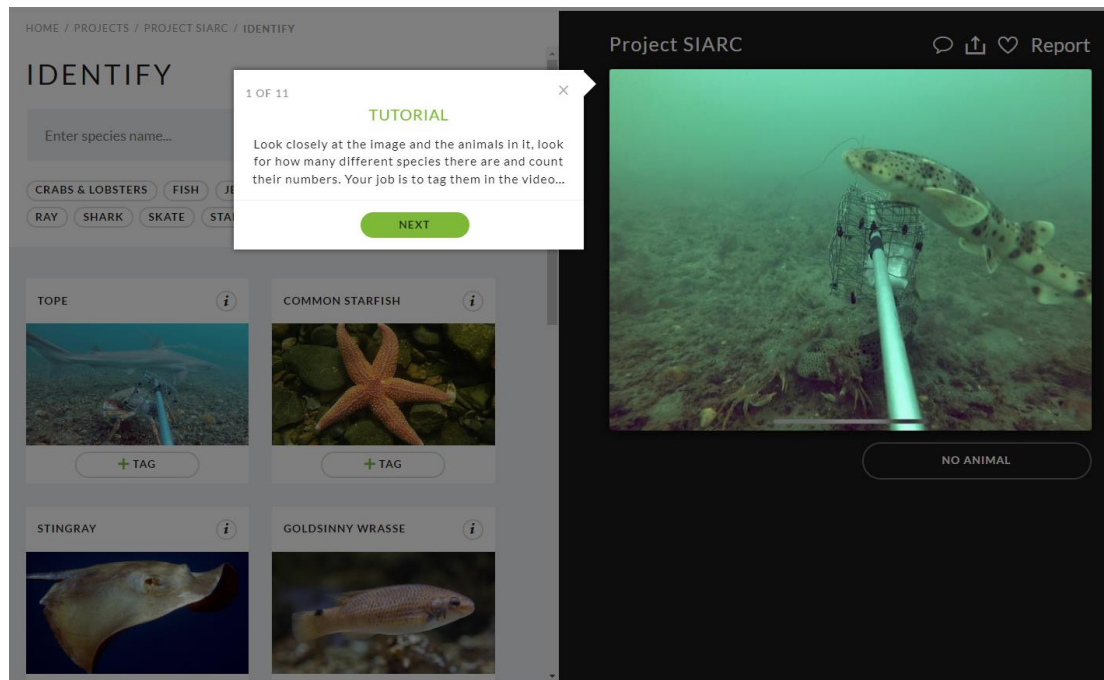 HOME / PROJECTS / PROJECT SIARC / IDENTIFY
IDENTIFY
Enter species name...
CRABS & LOBSTERS FISH
RAY SHARK SKATE
1 OF 11
TUTORIAL
Look closely at the image and the animals in it, look
for how many different species there are and count
their numbers. Your job is to tag them in the video...
NEXT
TOPE
COMMON STARFISH
+ TAG
+ TAG
STINGRAY
GOLDSINNY WRASSE
Project SIARC
Report
NO ANIMAL